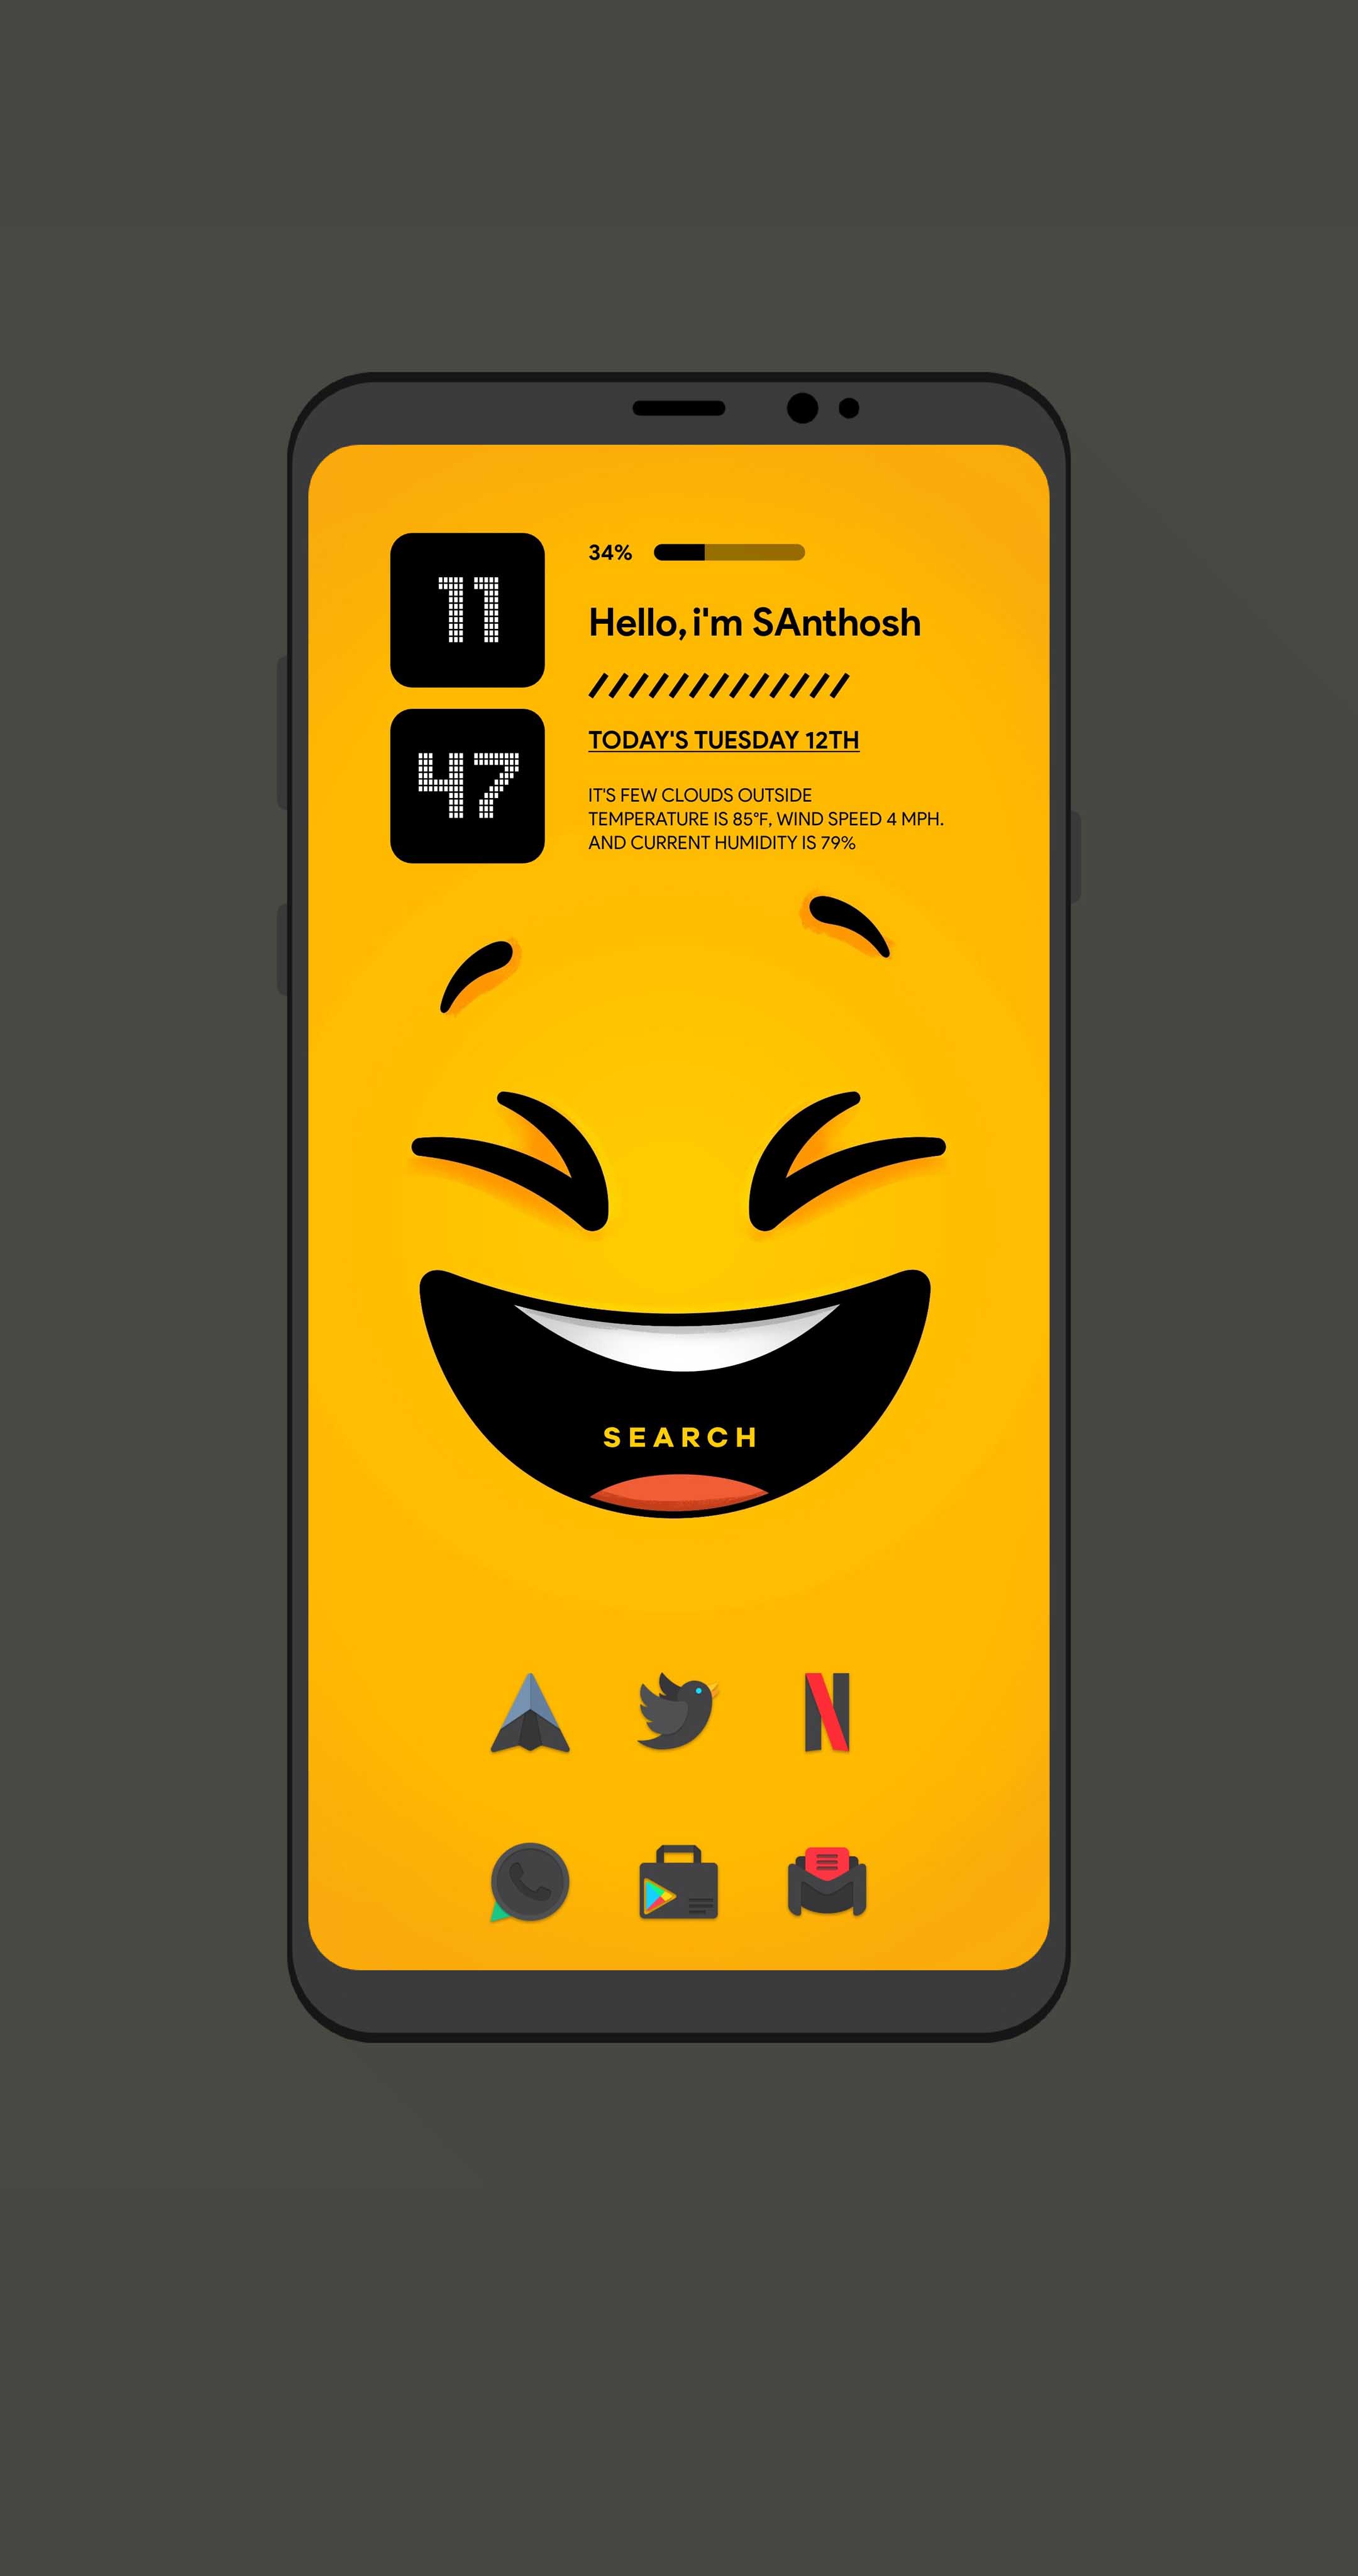 11
47
34%
Hello, i'm SAnthosh
TODAY'S TUESDAY 12TH
IT'S FEW CLOUDS OUTSIDE
TEMPERATURE IS 85°F, WIND SPEED 4 MPH.
AND CURRENT HUMIDITY IS 79%
SEARCH